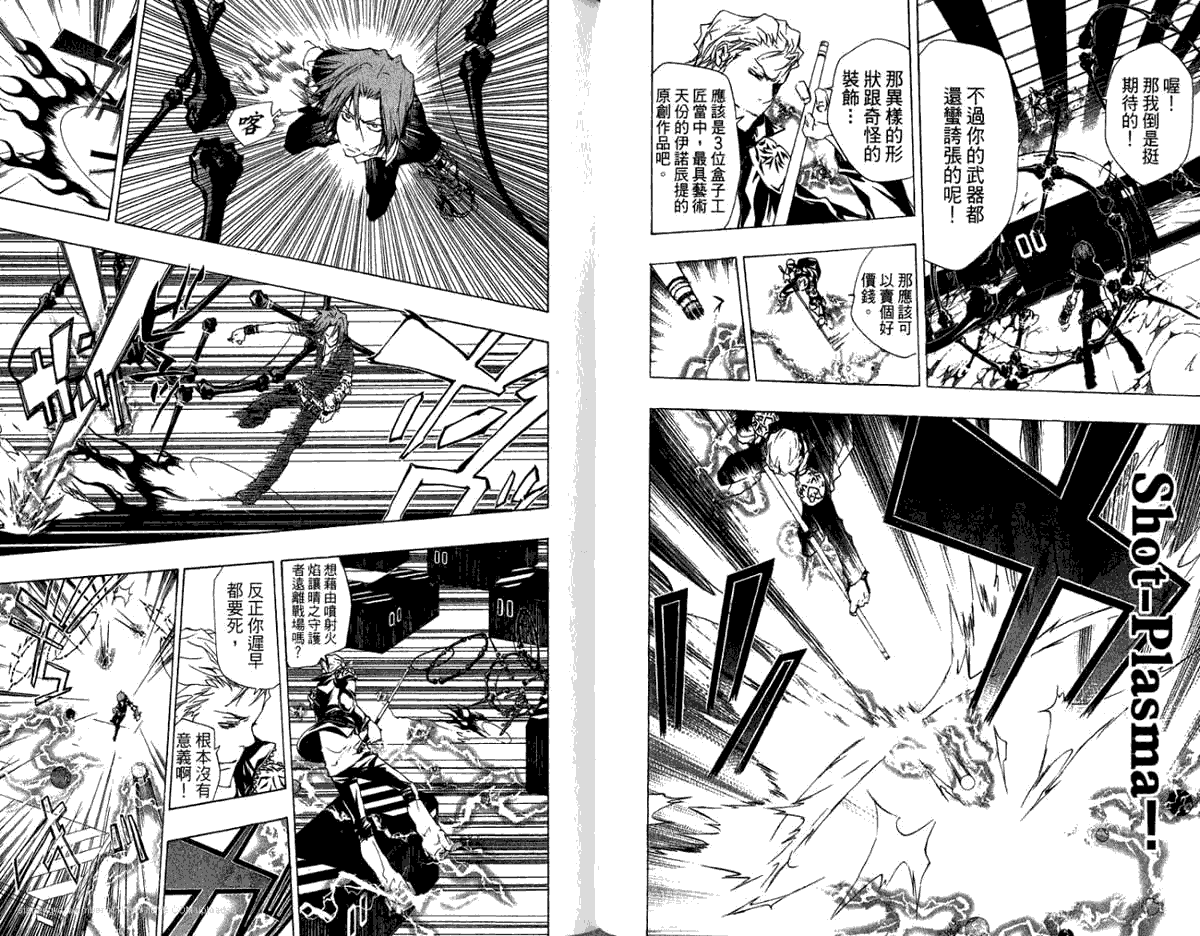 喔！
那我倒是挺
期待的！
不過你的武器都
還蠻誇張的呢！
那異樣的形
狀跟奇怪的
裝飾…
應該是３位盒子工
匠當中，最具藝術
天份的伊諾辰提的
原創作品吧。
那應該可
以賣個好
價錢。
Shot-Plasma—!
喀
想藉由噴射火
焰讓晴之守護
者遠離戰場嗎？
反正你遲早
都要死，
根本沒有
意義啊！